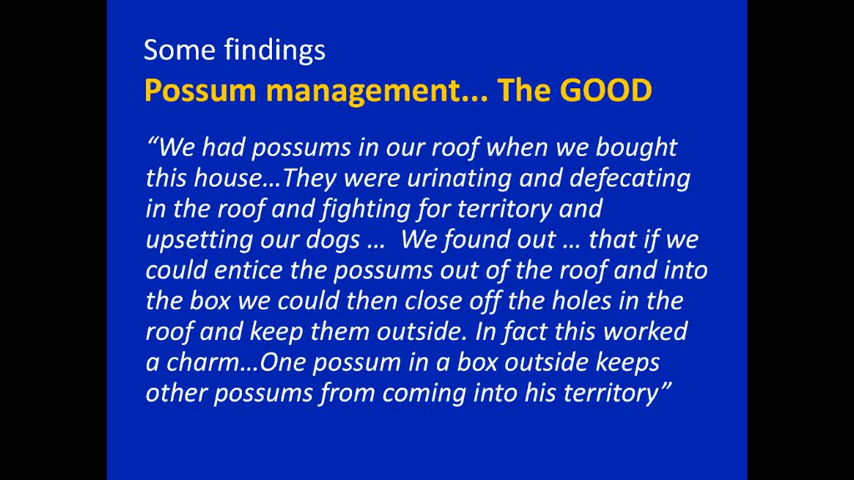 Some findings
Possum management... The GOOD
“We had possums in our roof when we bought
this house…They were urinating and defecating
in the roof and fighting for territory and
upsetting our dogs … We found out … that if we
could entice the possums out of the roof and into
the box we could then close off the holes in the
roof and keep them outside. In fact this worked
a charm…One possum in a box outside keeps
other possums from coming into his territory”